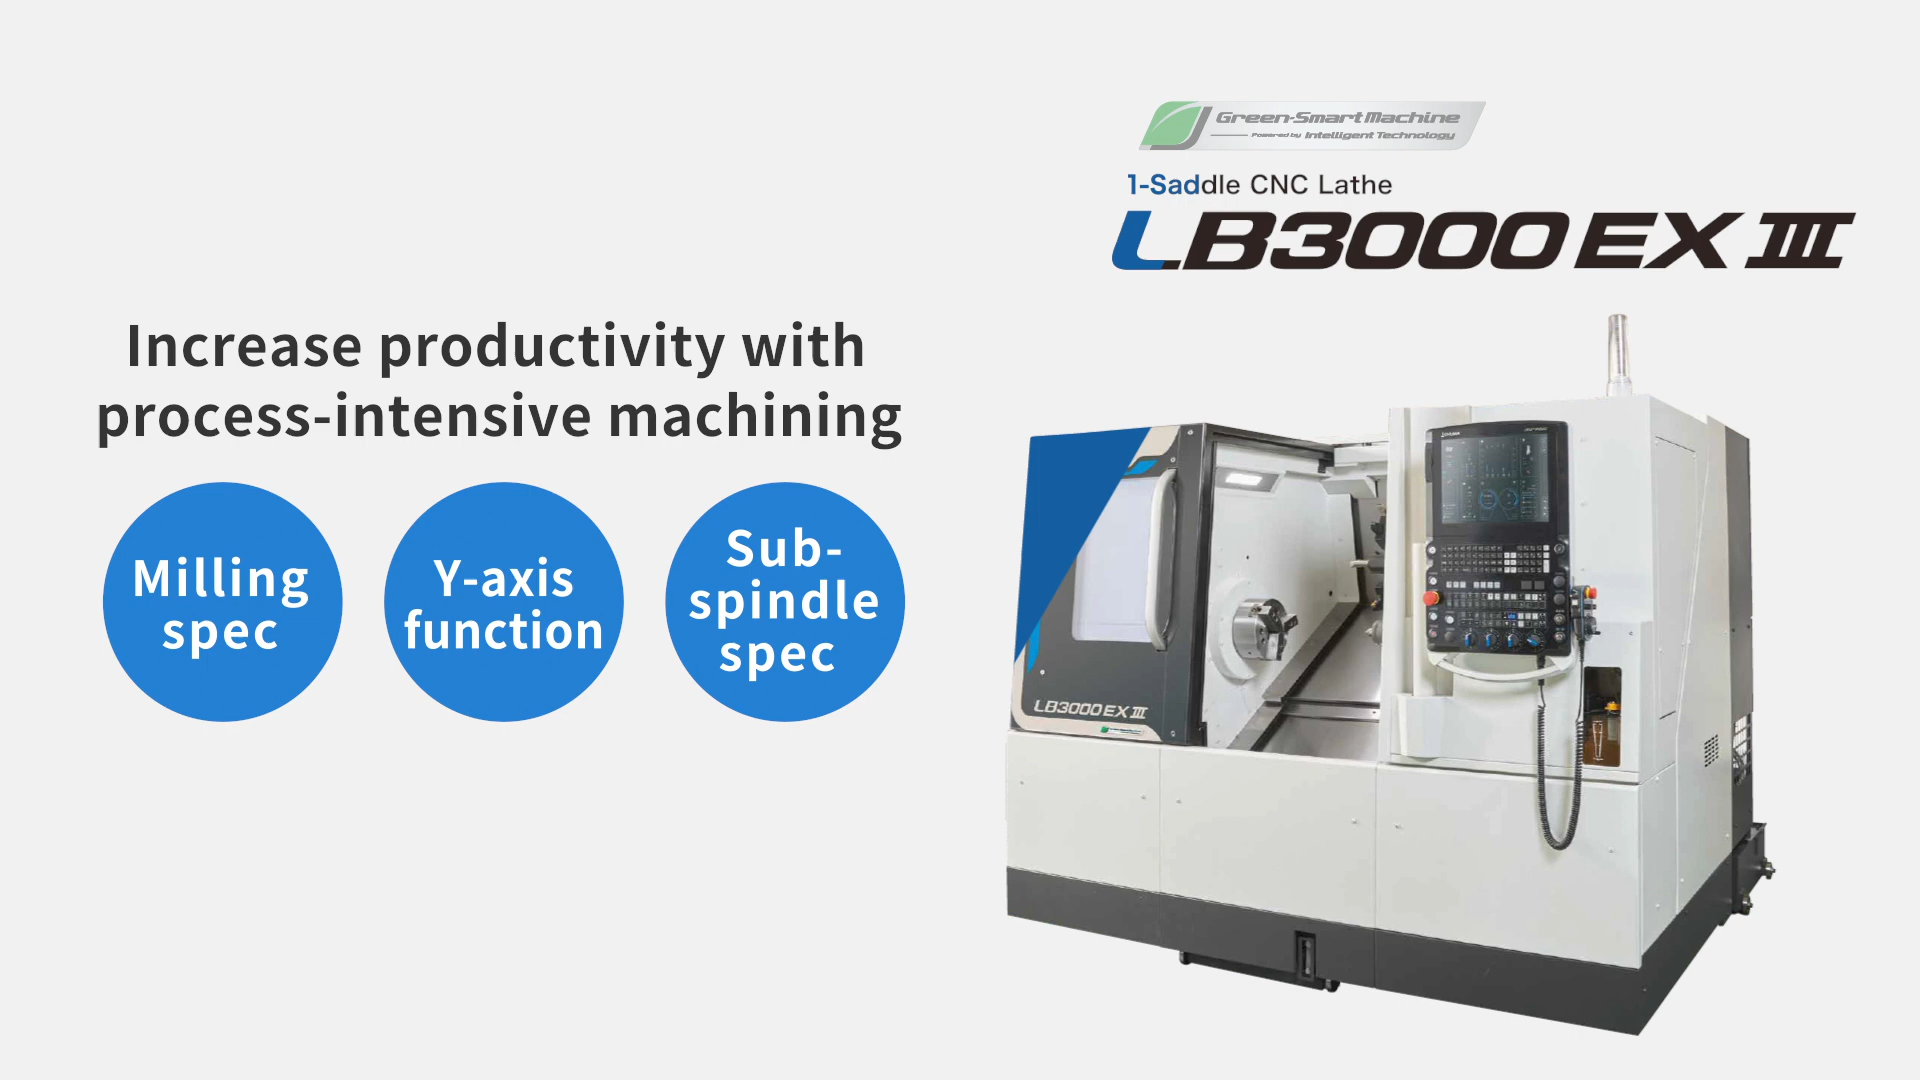 Green-Smart Machine
Powered by Intelligent Technology
1-Saddle CNC Lathe
LB3000 EX III
Increase productivity with
process-intensive machining
Milling
spec
Y-axis
function
Sub-
spindle
spec
OKUMA
LB3000 EX III